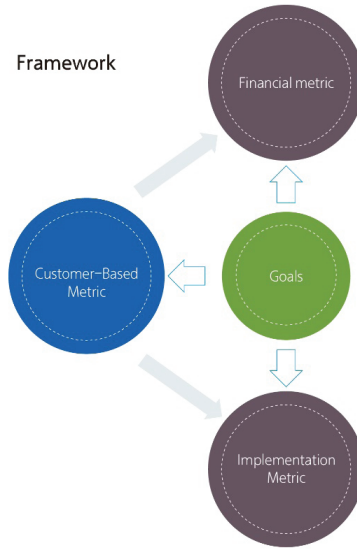 Framework
Financial metric
Customer-Based
Metric
Goals
Implementation
Metric